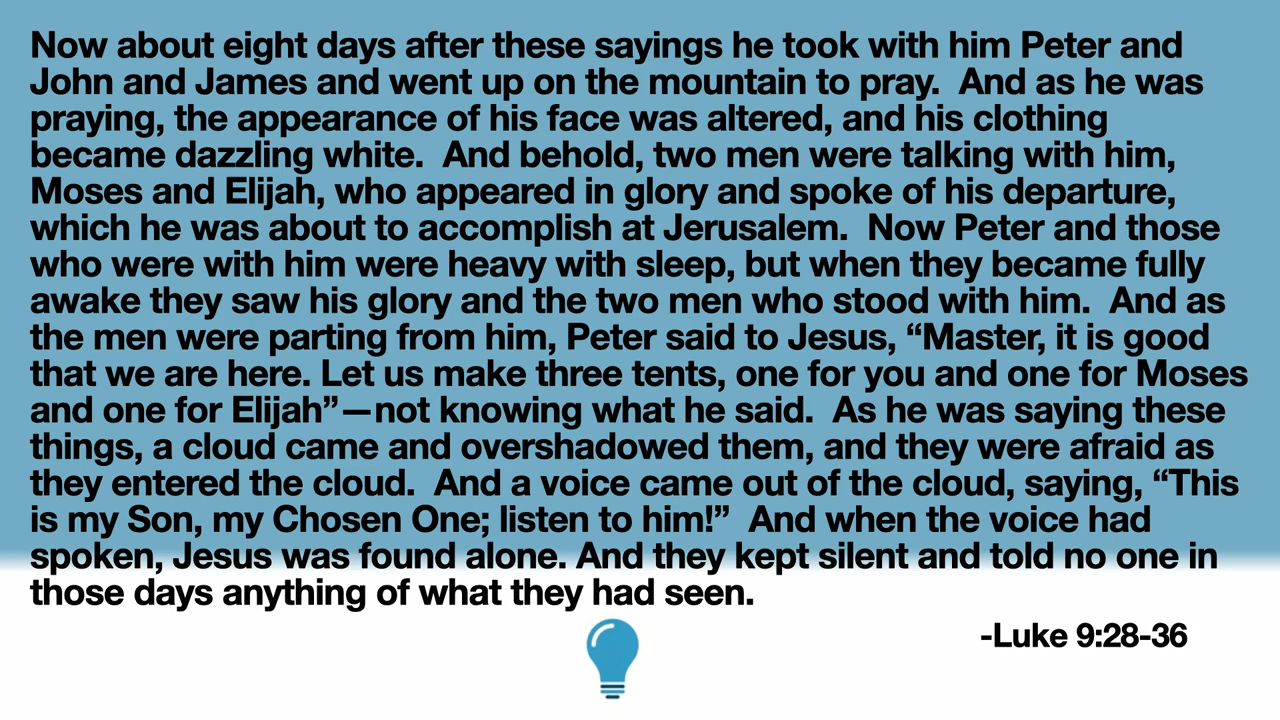 Now about eight days after these sayings he took with him Peter and
John and James and went up on the mountain to pray.  And as he was
praying, the appearance of his face was altered, and his clothing
became dazzling white.  And behold, two men were talking with him,
Moses and Elijah, who appeared in glory and spoke of his departure,
which he was about to accomplish at Jerusalem.  Now Peter and those
who were with him were heavy with sleep, but when they became fully
awake they saw his glory and the two men who stood with him.  And as
the men were parting from him, Peter said to Jesus, “Master, it is good
that we are here. Let us make three tents, one for you and one for Moses
and one for Elijah”—not knowing what he said.  As he was saying these
things, a cloud came and overshadowed them, and they were afraid as
they entered the cloud.  And a voice came out of the cloud, saying, “This
is my Son, my Chosen One; listen to him!”  And when the voice had
spoken, Jesus was found alone. And they kept silent and told no one in
those days anything of what they had seen.
-Luke 9:28-36